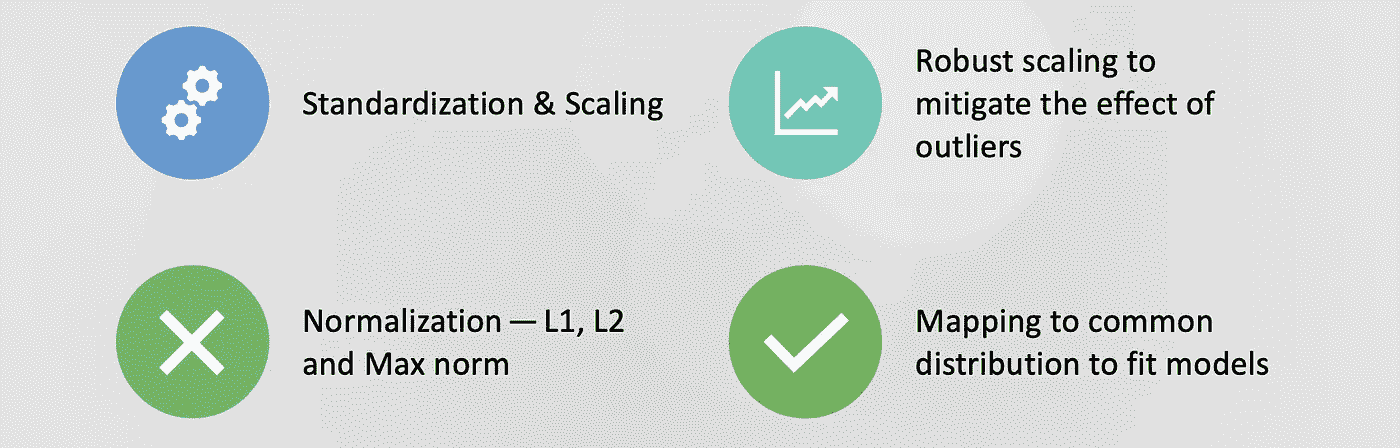 Standardization & Scaling
Robust scaling to
mitigate the effect of
outliers
Normalization — L1, L2
and Max norm
Mapping to common
distribution to fit models